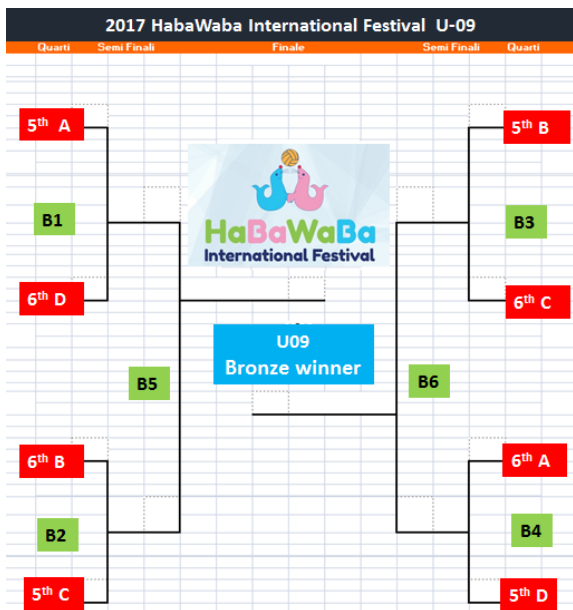 2017 HabaWaba International Festival U-09
Quarti Semi Finali Finale Semi Finali Quarti
5th A
5th B
B1
B3
HaBaWaBa
International Festival
6th D
6th C
U09
Bronze winner
B5
B6
6th B
6th A
B2
B4
5th C
5th D